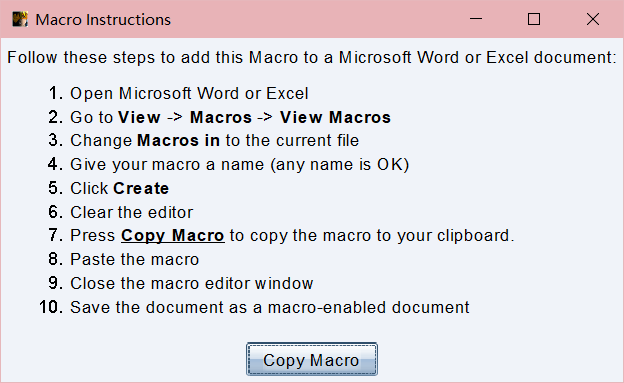 Macro Instructions
Follow these steps to add this Macro to a Microsoft Word or Excel document:
1. Open Microsoft Word or Excel
2. Go to View -> Macros -> View Macros
3. Change Macros in to the current file
4. Give your macro a name (any name is OK)
5. Click Create
6. Clear the editor
7. Press Copy Macro to copy the macro to your clipboard.
8. Paste the macro
9. Close the macro editor window
10. Save the document as a macro-enabled document
Copy Macro